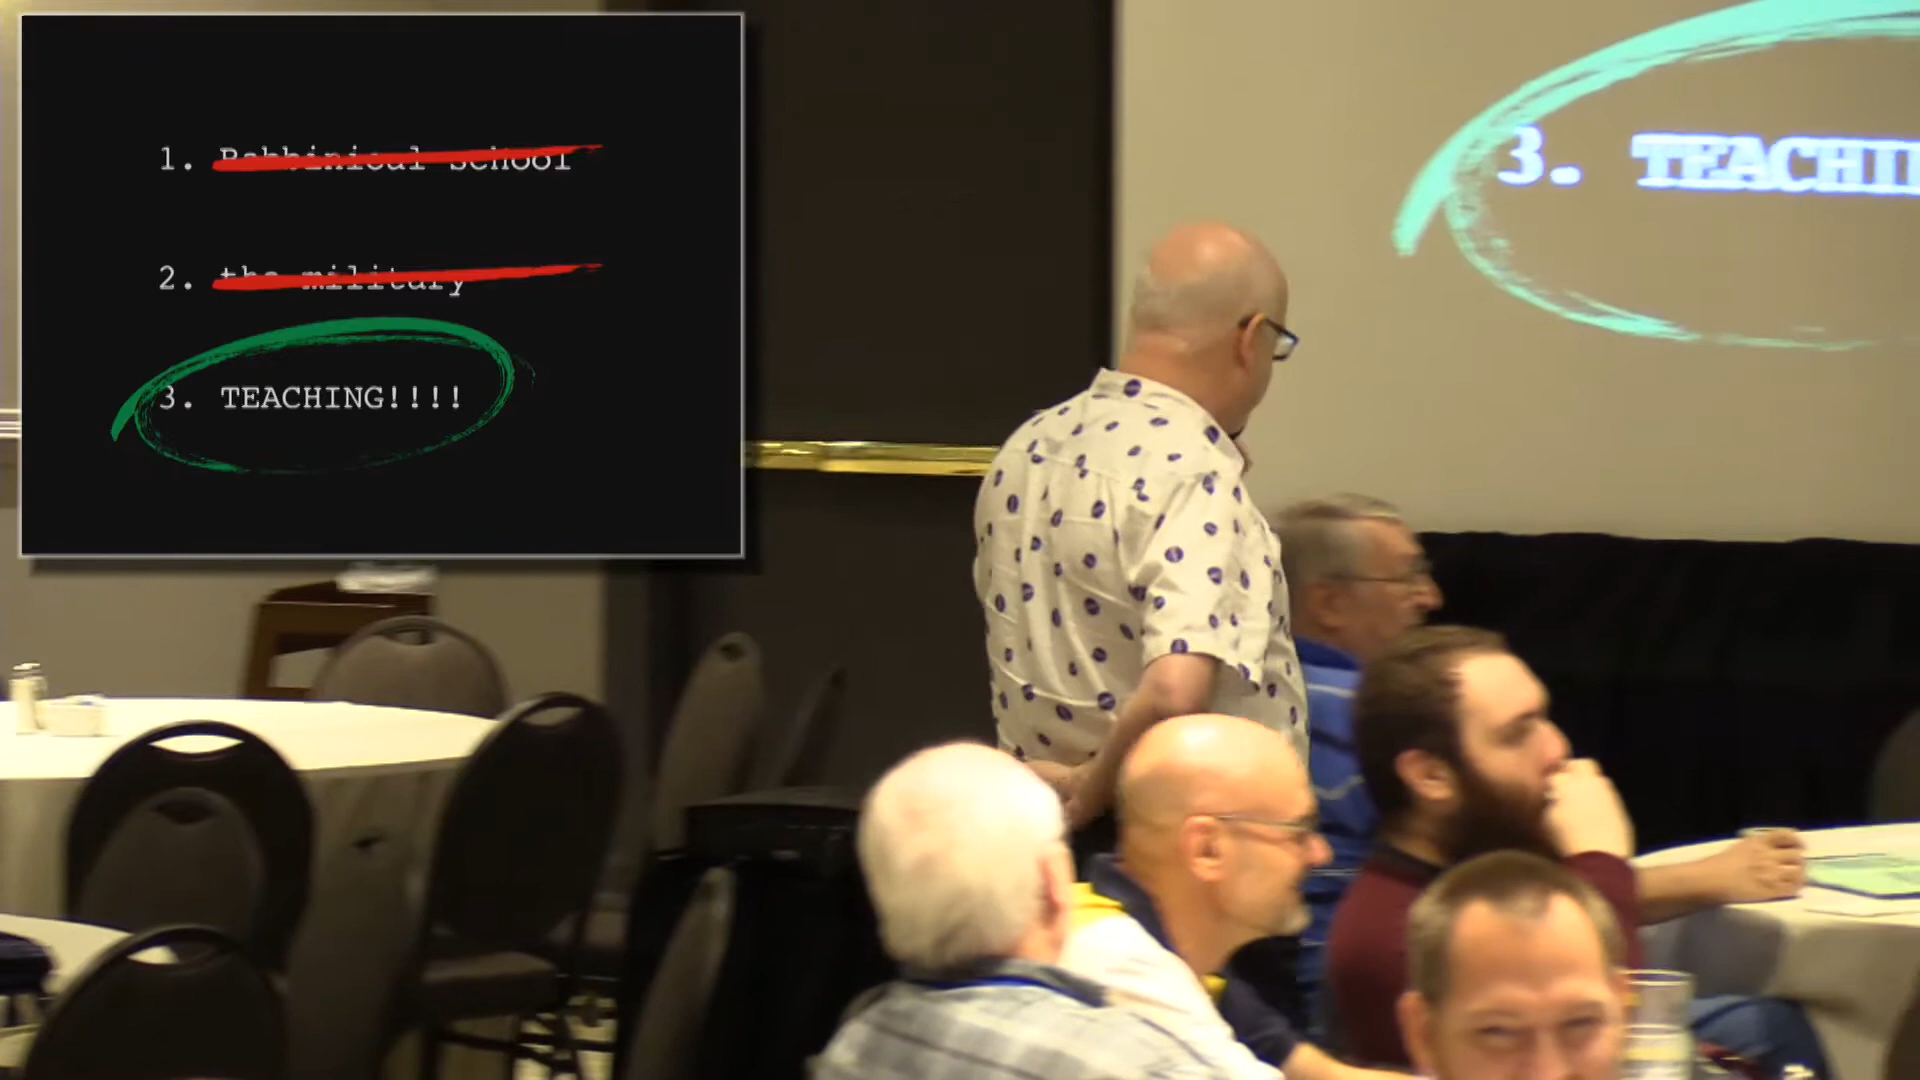 1. Rabbinical School
2. the military
3. TEACHING!!!!
3. TEACHI